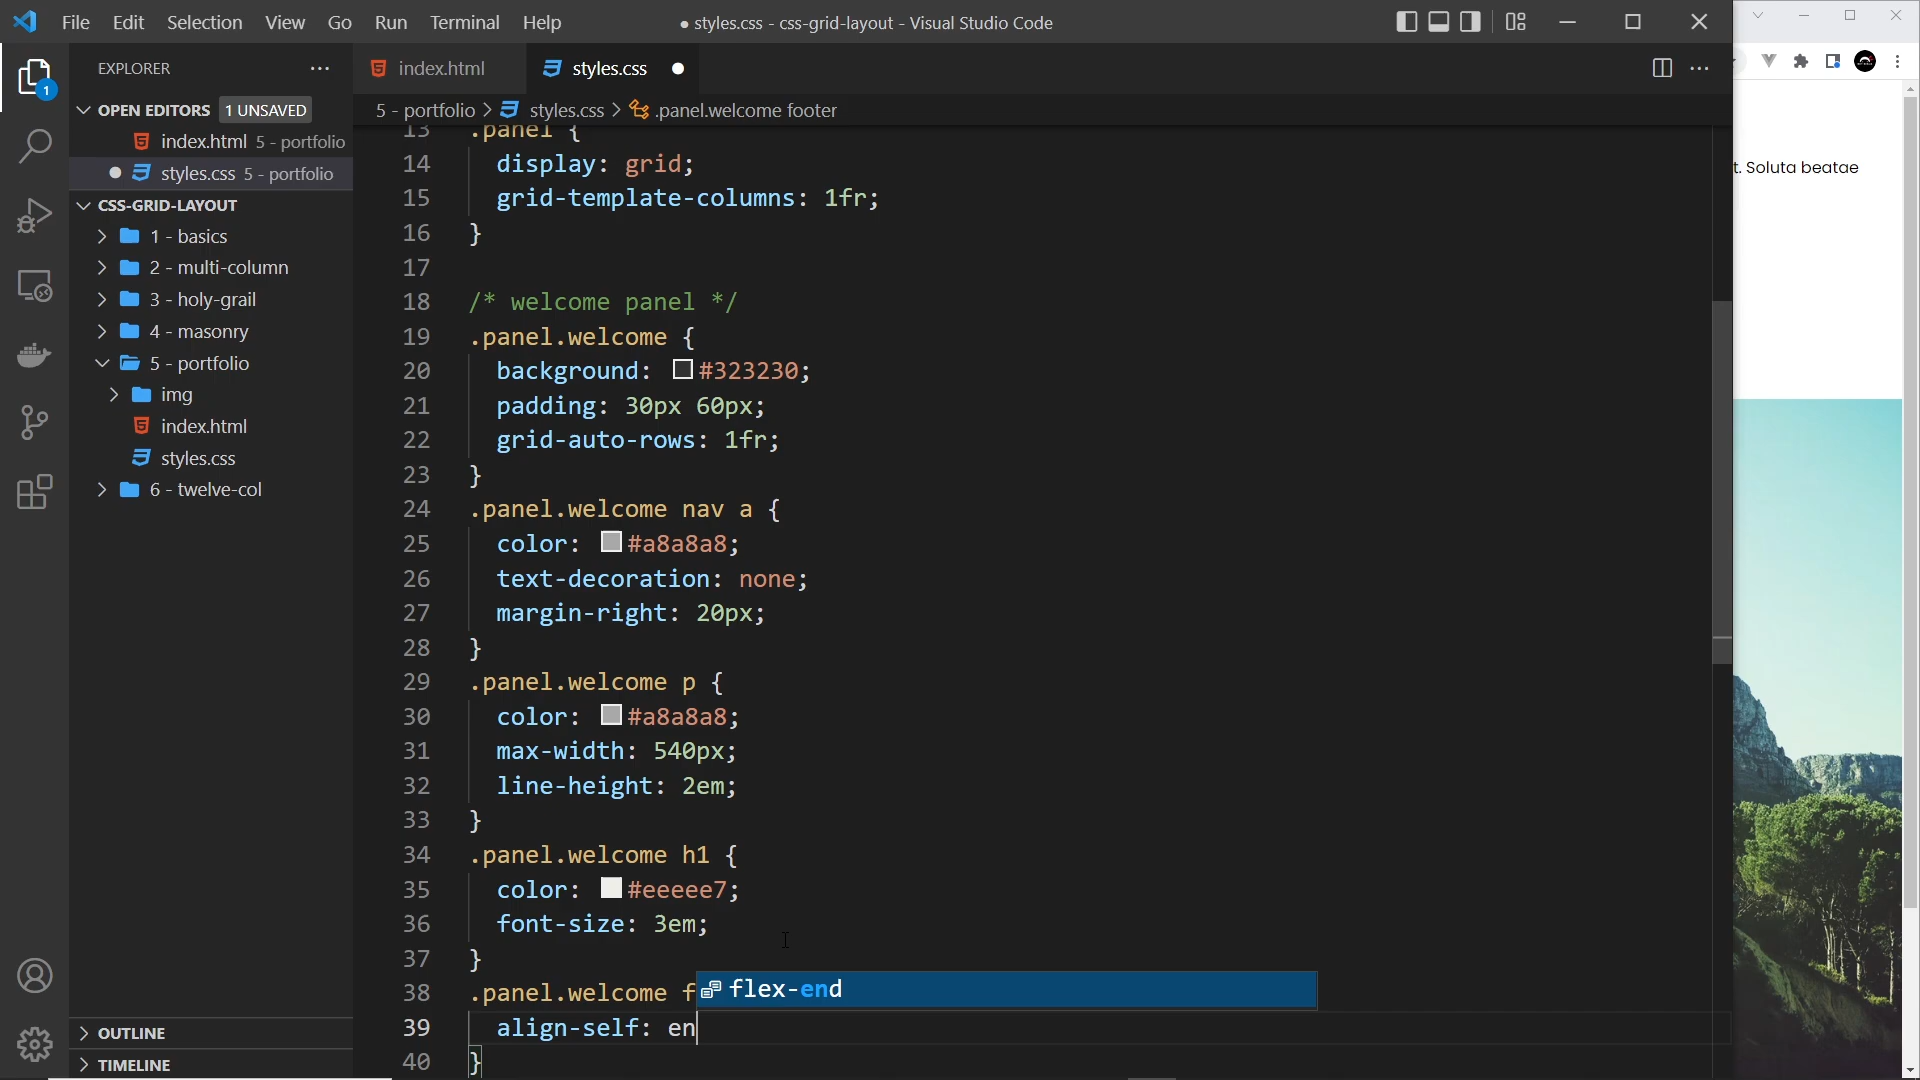 File Edit Selection View Go Run Terminal Help
● styles.css - css-grid-layout - Visual Studio Code
EXPLORER
index.html
styles.css
OPEN EDITORS 1 UNSAVED
5 - portfolio > styles.css > .panel.welcome footer
index.html 5 - portfolio
styles.css 5 - portfolio
CSS-GRID-LAYOUT
1 - basics
2 - multi-column
3 - holy-grail
4 - masonry
5 - portfolio
img
index.html
styles.css
6 - twelve-col
OUTLINE
TIMELINE
1
13 .panel {
14 display: grid;
15 grid-template-columns: 1fr;
16 }
17
18 /* welcome panel */
19 .panel.welcome {
20 background: #323230;
21 padding: 30px 60px;
22 grid-auto-rows: 1fr;
23 }
24 .panel.welcome nav a {
25 color: #a8a8a8;
26 text-decoration: none;
27 margin-right: 20px;
28 }
29 .panel.welcome p {
30 color: #a8a8a8;
31 max-width: 540px;
32 line-height: 2em;
33 }
34 .panel.welcome h1 {
35 color: #eeeee7;
36 font-size: 3em;
37 }
38 .panel.welcome f
flex-end
39 align-self: en
40 }
t. Soluta beatae